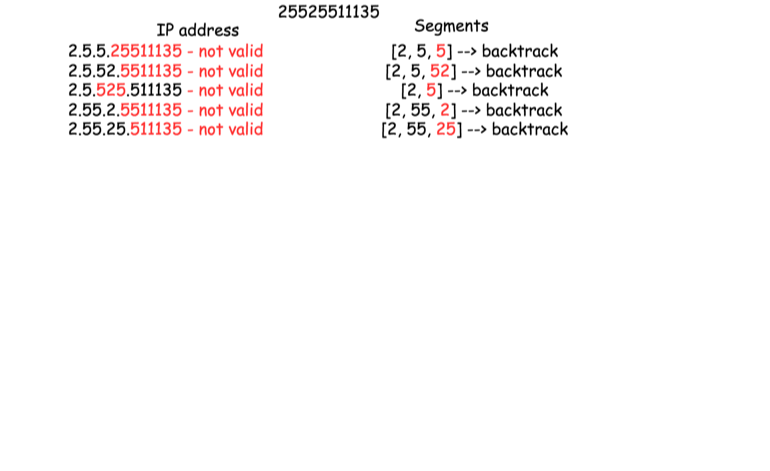 25525511135
IP address Segments
2.5.5.25511135 - not valid [2, 5, 5] --> backtrack
2.5.52.5511135 - not valid [2, 5, 52] --> backtrack
2.5.525.511135 - not valid [2, 5] --> backtrack
2.55.2.5511135 - not valid [2, 55, 2] --> backtrack
2.55.25.511135 - not valid [2, 55, 25] --> backtrack